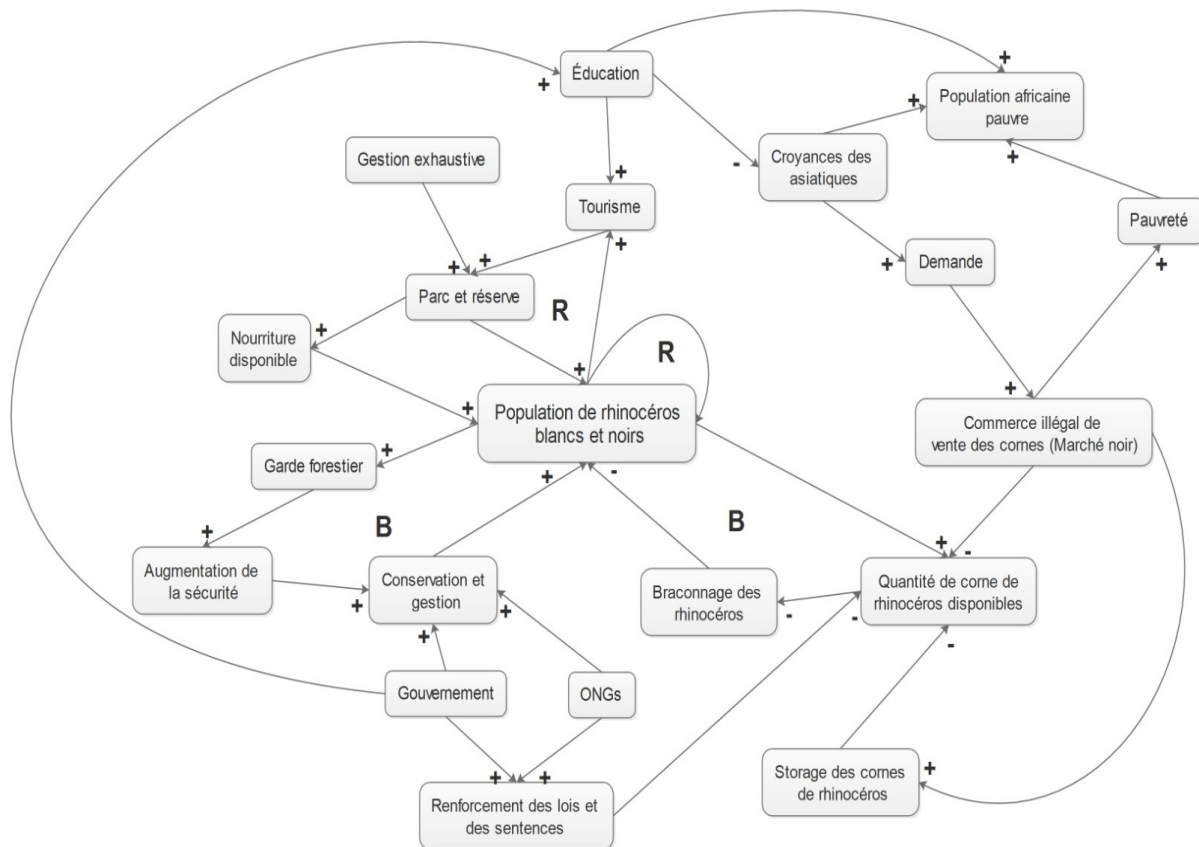 Éducation
+
+
Population africaine
pauvre
+
+
Gestion exhaustive
Croyances des
asiatiques
-
+
Tourisme
+
Pauvreté
+
+
Demande
+
+
+
Parc et réserve
R
+
Nourriture
disponible
R
+
+
+
Population de rhinocéros
blancs et noirs
Commerce illégal de
vente des cornes (Marché noir)
+
Garde forestier
+
-
+
B
B
+
-
Augmentation de
la sécurité
Conservation et
gestion
Braconnage des
rhinocéros
Quantité de corne de
rhinocéros disponibles
+
+
-
-
+
-
Gouvernement
ONGs
+
+
Storage des cornes
de rhinocéros
+
Renforcement des lois et
des sentences